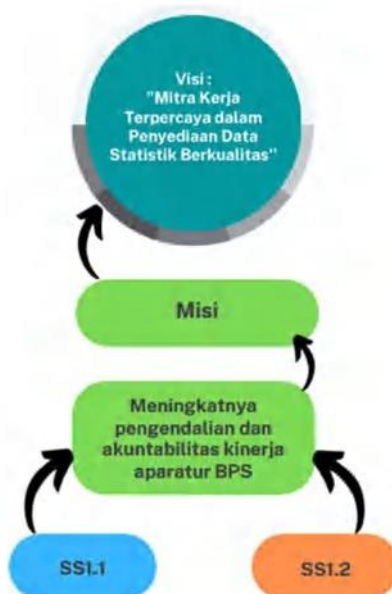 Visi :
"Mitra Kerja
Terpercaya dalam
Penyediaan Data
Statistik Berkualitas"
Misi
Meningkatnya
pengendalian dan
akuntabilitas kinerja
aparatur BPS
SS1.1
SS1.2